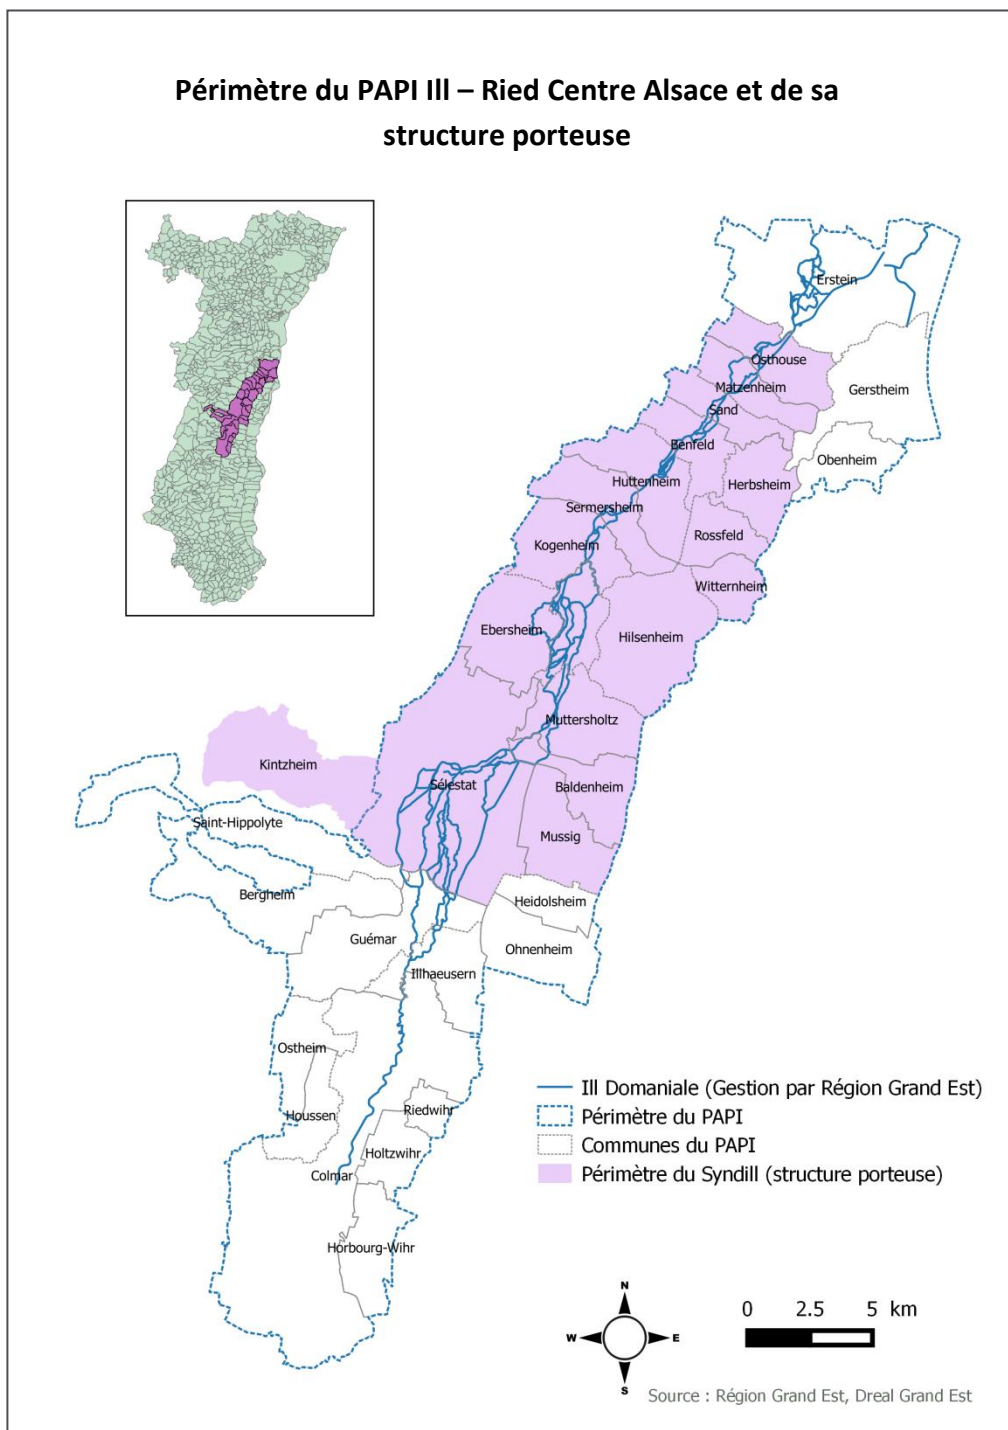 Périmètre du PAPI Ill – Ried Centre Alsace et de sa
structure porteuse
Erstein
Osthouse
Gerstheim
Matzenheim
Sand
Benfeld
Obenheim
Huttenheim
Herbsheim
Sermersheim
Rossfeld
Kogenheim
Witternheim
Ebersheim
Hilsenheim
Muttersholtz
Kintzheim
Sélestat
Baldenheim
Saint-Hippolyte
Mussig
Bergheim
Heidolsheim
Guémar
Ohnenheim
Illhaeusern
Ostheim
Houssen
Riedwihr
Holtzwihr
Colmar
Horbourg-Wihr
Ill Domaniale (Gestion par Région Grand Est)
Périmètre du PAPI
Communes du PAPI
Périmètre du Syndill (structure porteuse)
N
W E
S
0 2.5 5 km
Source : Région Grand Est, Dreal Grand Est